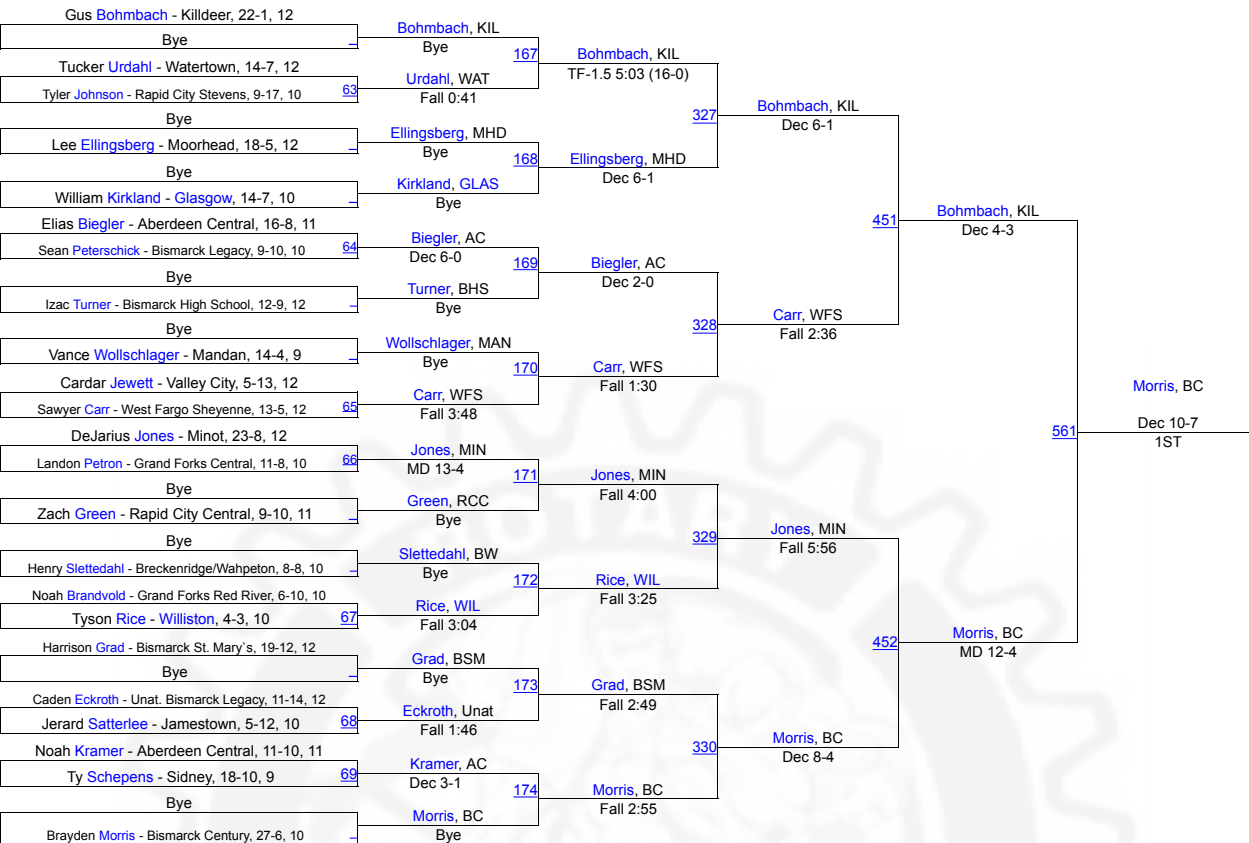 Gus Bohmbach - Killdeer, 22-1, 12
Bye
Tucker Urdahl - Watertown, 14-7, 12
Tyler Johnson - Rapid City Stevens, 9-17, 10
63
Bye
Lee Ellingsberg - Moorhead, 18-5, 12
Bye
William Kirkland - Glasgow, 14-7, 10
Elias Biegler - Aberdeen Central, 16-8, 11
Sean Peterschick - Bismarck Legacy, 9-10, 10
64
Bye
Izac Turner - Bismarck High School, 12-9, 12
Bye
Vance Wollschlager - Mandan, 14-4, 9
Cardar Jewett - Valley City, 5-13, 12
Sawyer Carr - West Fargo Sheyenne, 13-5, 12
65
DeJarius Jones - Minot, 23-8, 12
Landon Petron - Grand Forks Central, 11-8, 10
66
Bye
Zach Green - Rapid City Central, 9-10, 11
Bye
Henry Slettedahl - Breckenridge/Wahpeton, 8-8, 10
Noah Brandvold - Grand Forks Red River, 6-10, 10
Tyson Rice - Williston, 4-3, 10
67
Harrison Grad - Bismarck St. Mary`s, 19-12, 12
Bye
Caden Eckroth - Unat. Bismarck Legacy, 11-14, 12
Jerard Satterlee - Jamestown, 5-12, 10
68
Noah Kramer - Aberdeen Central, 11-10, 11
Ty Schepens - Sidney, 18-10, 9
69
Bye
Brayden Morris - Bismarck Century, 27-6, 10
Bohmbach, KIL
Bye
167
Urdahl, WAT
Fall 0:41
Ellingsberg, MHD
Bye
168
Kirkland, GLAS
Bye
Biegler, AC
Dec 6-0
169
Turner, BHS
Bye
Wollschlager, MAN
Bye
170
Carr, WFS
Fall 3:48
Jones, MIN
MD 13-4
171
Green, RCC
Bye
Slettedahl, BW
Bye
172
Rice, WIL
Fall 3:04
Grad, BSM
Bye
173
Eckroth, Unat
Fall 1:46
Kramer, AC
Dec 3-1
174
Morris, BC
Bye
Bohmbach, KIL
TF-1.5 5:03 (16-0)
327
Ellingsberg, MHD
Dec 6-1
Biegler, AC
Dec 2-0
328
Carr, WFS
Fall 1:30
Jones, MIN
Fall 4:00
329
Rice, WIL
Fall 3:25
Grad, BSM
Fall 2:49
330
Morris, BC
Fall 2:55
Bohmbach, KIL
Dec 6-1
451
Carr, WFS
Fall 2:36
Jones, MIN
Fall 5:56
452
Morris, BC
Dec 8-4
Bohmbach, KIL
Dec 4-3
561
Morris, BC
MD 12-4
Morris, BC
Dec 10-7
1ST
ROTARY